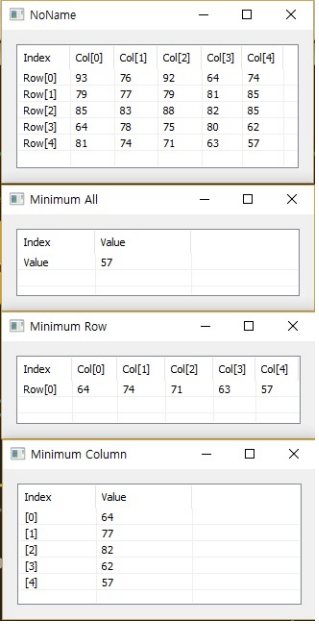 NoName
Index Col[0] Col[1] Col[2] Col[3] Col[4]
Row[0] 93 76 92 64 74
Row[1] 79 77 79 81 85
Row[2] 85 83 88 82 85
Row[3] 64 78 75 80 62
Row[4] 81 74 71 63 57
Minimum All
Index Value
Value 57
Minimum Row
Index Col[0] Col[1] Col[2] Col[3] Col[4]
Row[0] 64 74 71 63 57
Minimum Column
Index Value
[0] 64
[1] 77
[2] 82
[3] 62
[4] 57